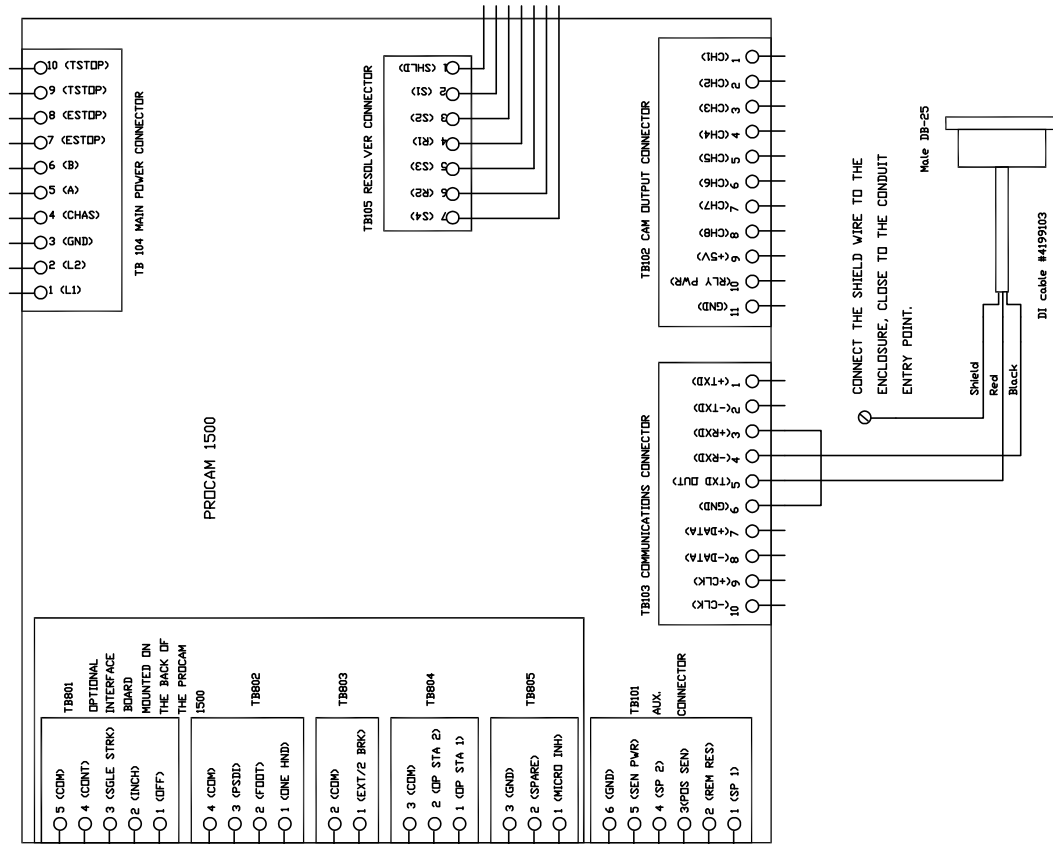 10 (TSTOP)
9 (TSTOP)
8 (ESTOP)
7 (ESTOP)
6 (B)
5 (A)
4 (CHAS)
3 (GND)
2 (L2)
1 (L1)
TB 104 MAIN POWER CONNECTOR
TB105 RESOLVER CONNECTOR
1 (SHLD)
2 (S1)
3 (S2)
4 (R1)
5 (S3)
6 (R2)
7 (S4)
TB102 CAM OUTPUT CONNECTOR
1 (CH1)
2 (CH2)
3 (CH3)
4 (CH4)
5 (CH5)
6 (CH6)
7 (CH7)
8 (CH8)
9 (+5V)
10 (RLY PWR)
11 (GND)
Male DB-25
DI cable #4199103
CONNECT THE SHIELD WIRE TO THE
ENCLOSURE, CLOSE TO THE CONDUIT
ENTRY POINT.
Shield
Red
Black
TB103 COMMUNICATIONS CONNECTOR
1 (+TXD)
2 (-TXD)
3 (+RXD)
4 (-RXD)
5 (TXD OUT)
6 (GND)
7 (+DATA)
8 (-DATA)
9 (+CLK)
10 (-CLK)
PROCAM 1500
TB801
OPTIONAL
INTERFACE
BOARD
MOUNTED ON
THE BACK OF
THE PROCAM
1500
5 (COM)
4 (CONT)
3 (SGLE STRK)
2 (INCH)
1 (OFF)
TB802
4 (COM)
3 (PSDI)
2 (FOOT)
1 (ONE HND)
TB803
2 (COM)
1 (EXT/2 BRK)
TB804
3 (COM)
2 (OP STA 2)
1 (OP STA 1)
TB805
3 (GND)
2 (SPARE)
1 (MICRO INH)
TB101
AUX.
CONNECTOR
6 (GND)
5 (SEN PWR)
4 (SP 2)
3(POS SEN)
2 (REM RES)
1 (SP 1)